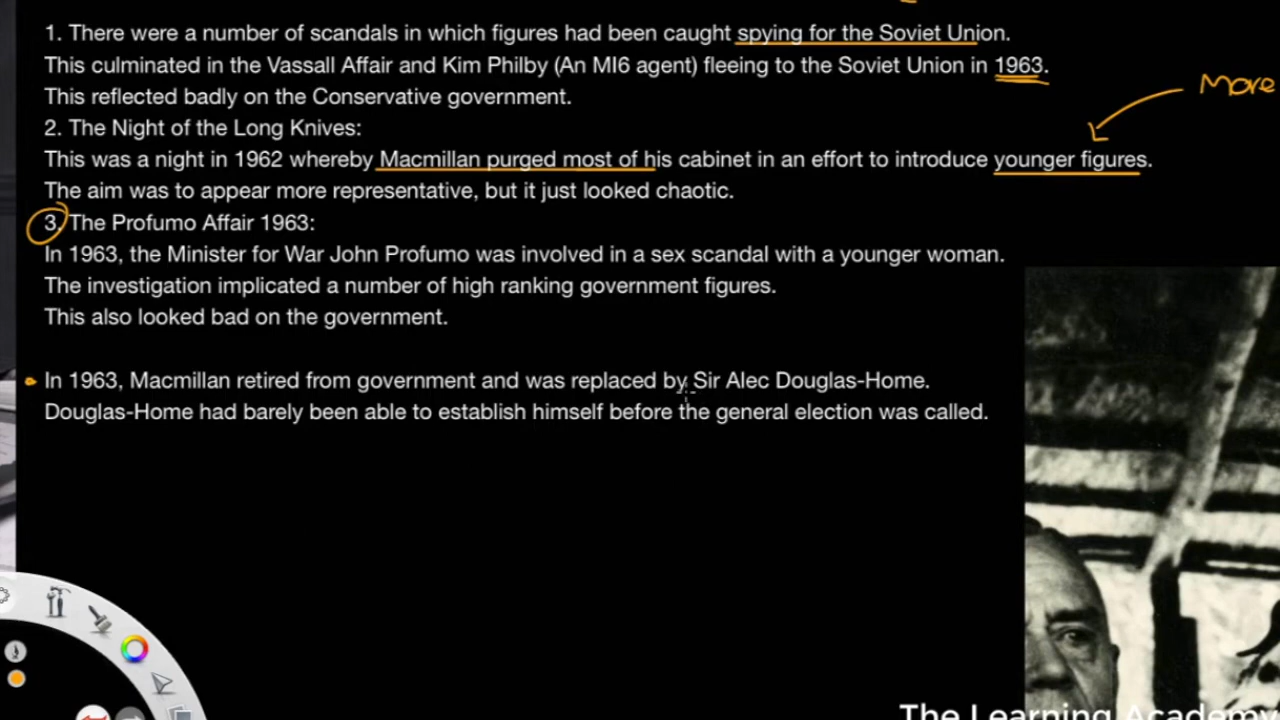 1. There were a number of scandals in which figures had been caught spying for the Soviet Union.
This culminated in the Vassall Affair and Kim Philby (An MI6 agent) fleeing to the Soviet Union in 1963.
More
This reflected badly on the Conservative government.
2. The Night of the Long Knives:
This was a night in 1962 whereby Macmillan purged most of his cabinet in an effort to introduce younger figures.
The aim was to appear more representative, but it just looked chaotic.
3. The Profumo Affair 1963:
In 1963, the Minister for War John Profumo was involved in a sex scandal with a younger woman.
The investigation implicated a number of high ranking government figures.
This also looked bad on the government.
In 1963, Macmillan retired from government and was replaced by Sir Alec Douglas-Home.
Douglas-Home had barely been able to establish himself before the general election was called.
The Learning Academy